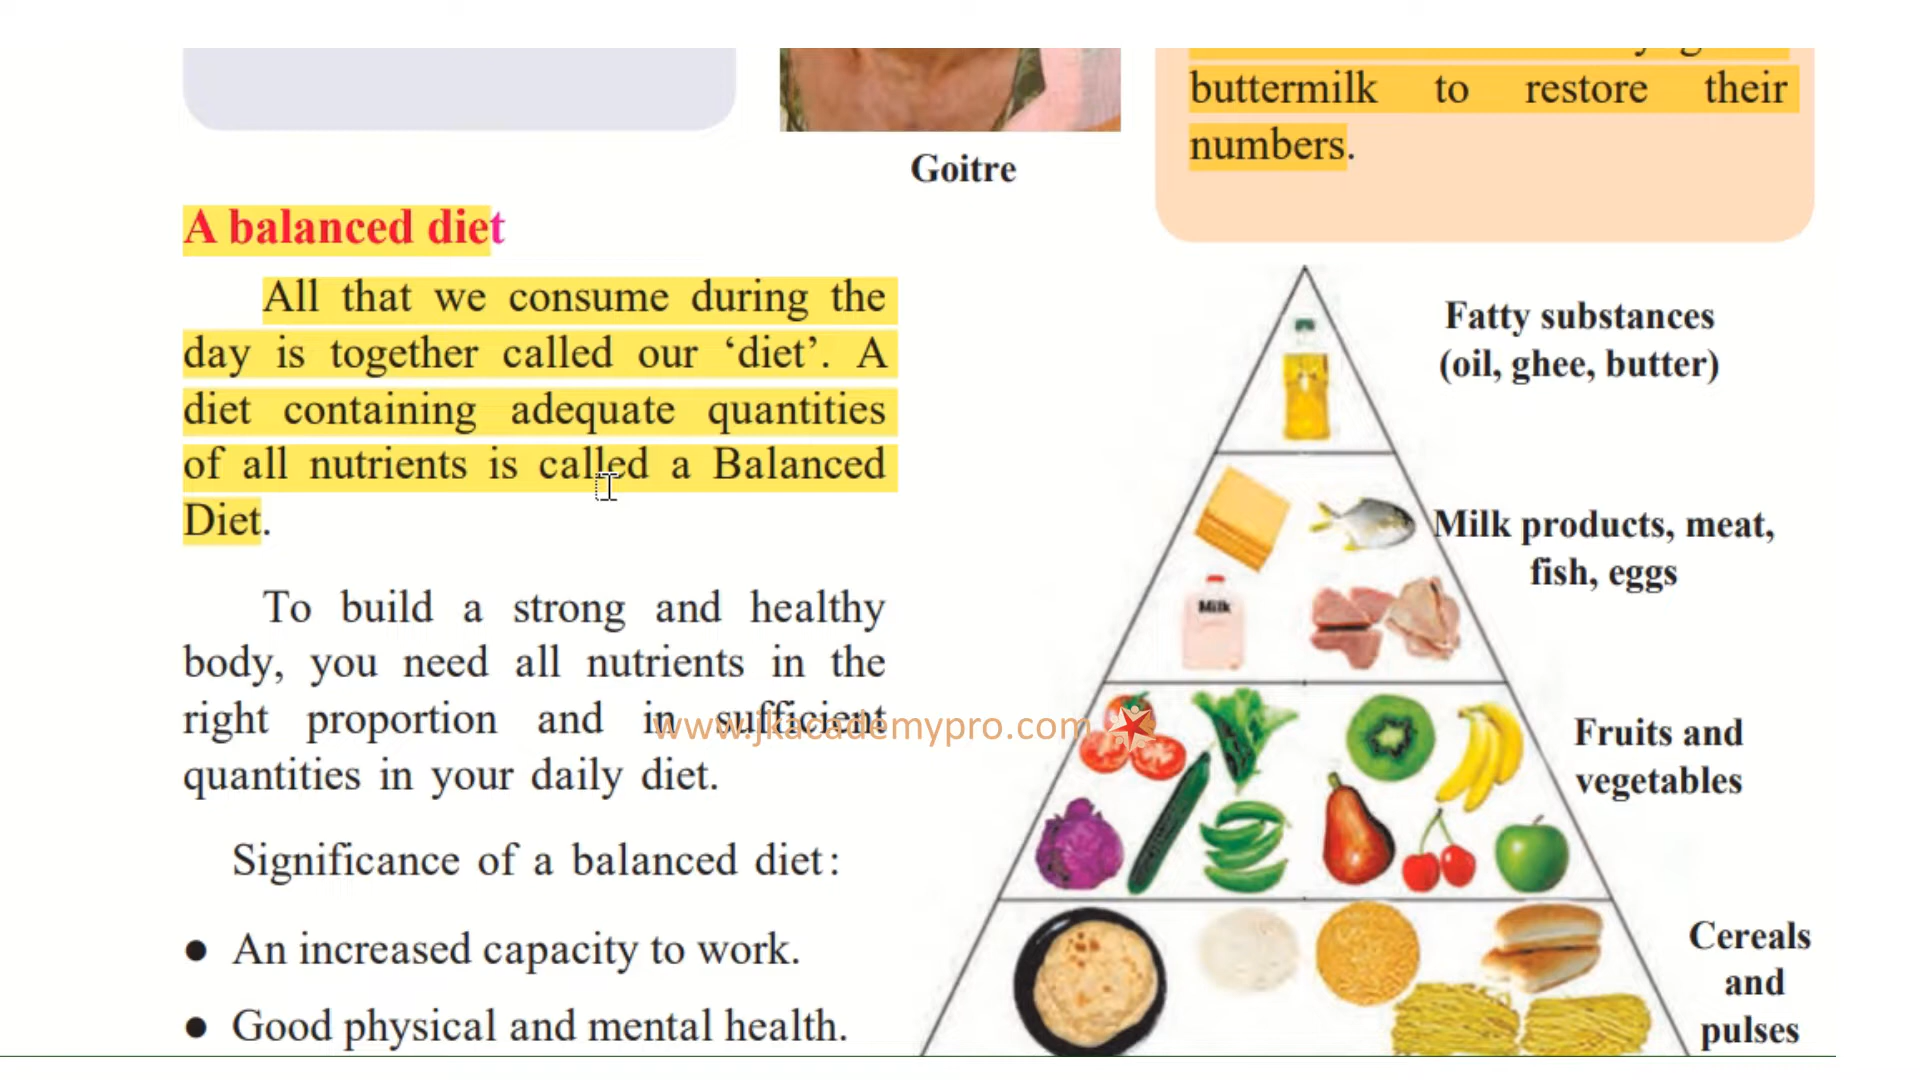 buttermilk to restore their
numbers.
Goitre
A balanced diet
All that we consume during the
day is together called our ‘diet’. A
diet containing adequate quantities
of all nutrients is called a Balanced
Diet.
To build a strong and healthy
body, you need all nutrients in the
right proportion and in sufficient
quantities in your daily diet.
Significance of a balanced diet:
● An increased capacity to work.
● Good physical and mental health.
Fatty substances
(oil, ghee, butter)
Milk products, meat,
fish, eggs
Milk
Fruits and
vegetables
Cereals
and
pulses
www.jkacademypro.com